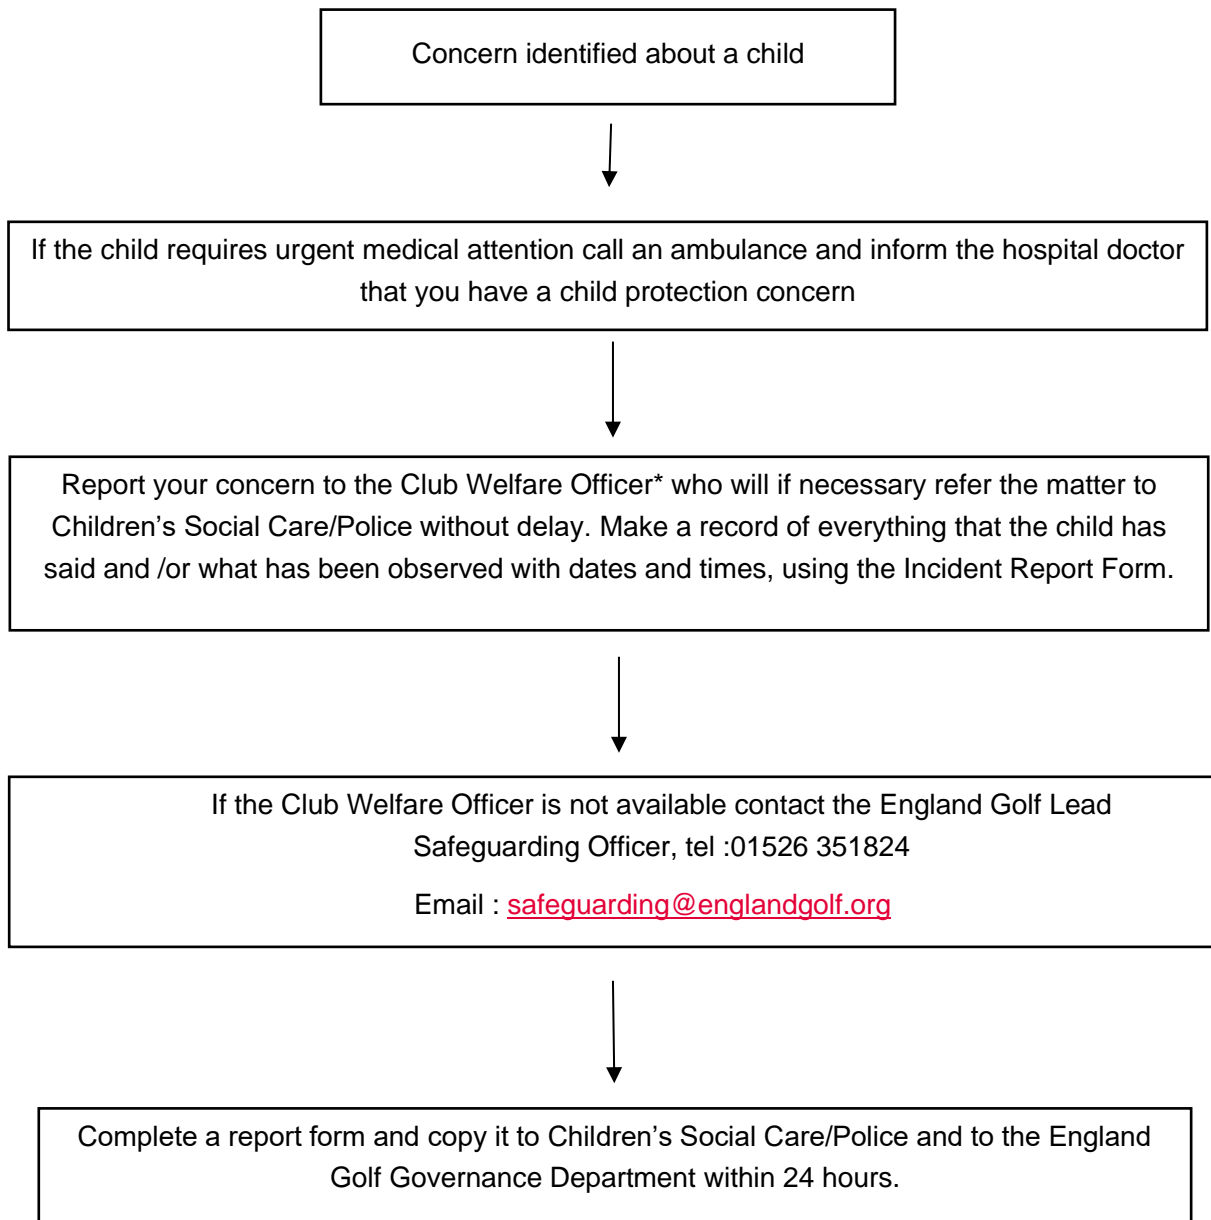 Concern identified about a child
If the child requires urgent medical attention call an ambulance and inform the hospital doctor
that you have a child protection concern
Report your concern to the Club Welfare Officer* who will if necessary refer the matter to
Children’s Social Care/Police without delay. Make a record of everything that the child has
said and /or what has been observed with dates and times, using the Incident Report Form.
If the Club Welfare Officer is not available contact the England Golf Lead
Safeguarding Officer, tel :01526 351824
Email : safeguarding@englandgolf.org
Complete a report form and copy it to Children’s Social Care/Police and to the England
Golf Governance Department within 24 hours.